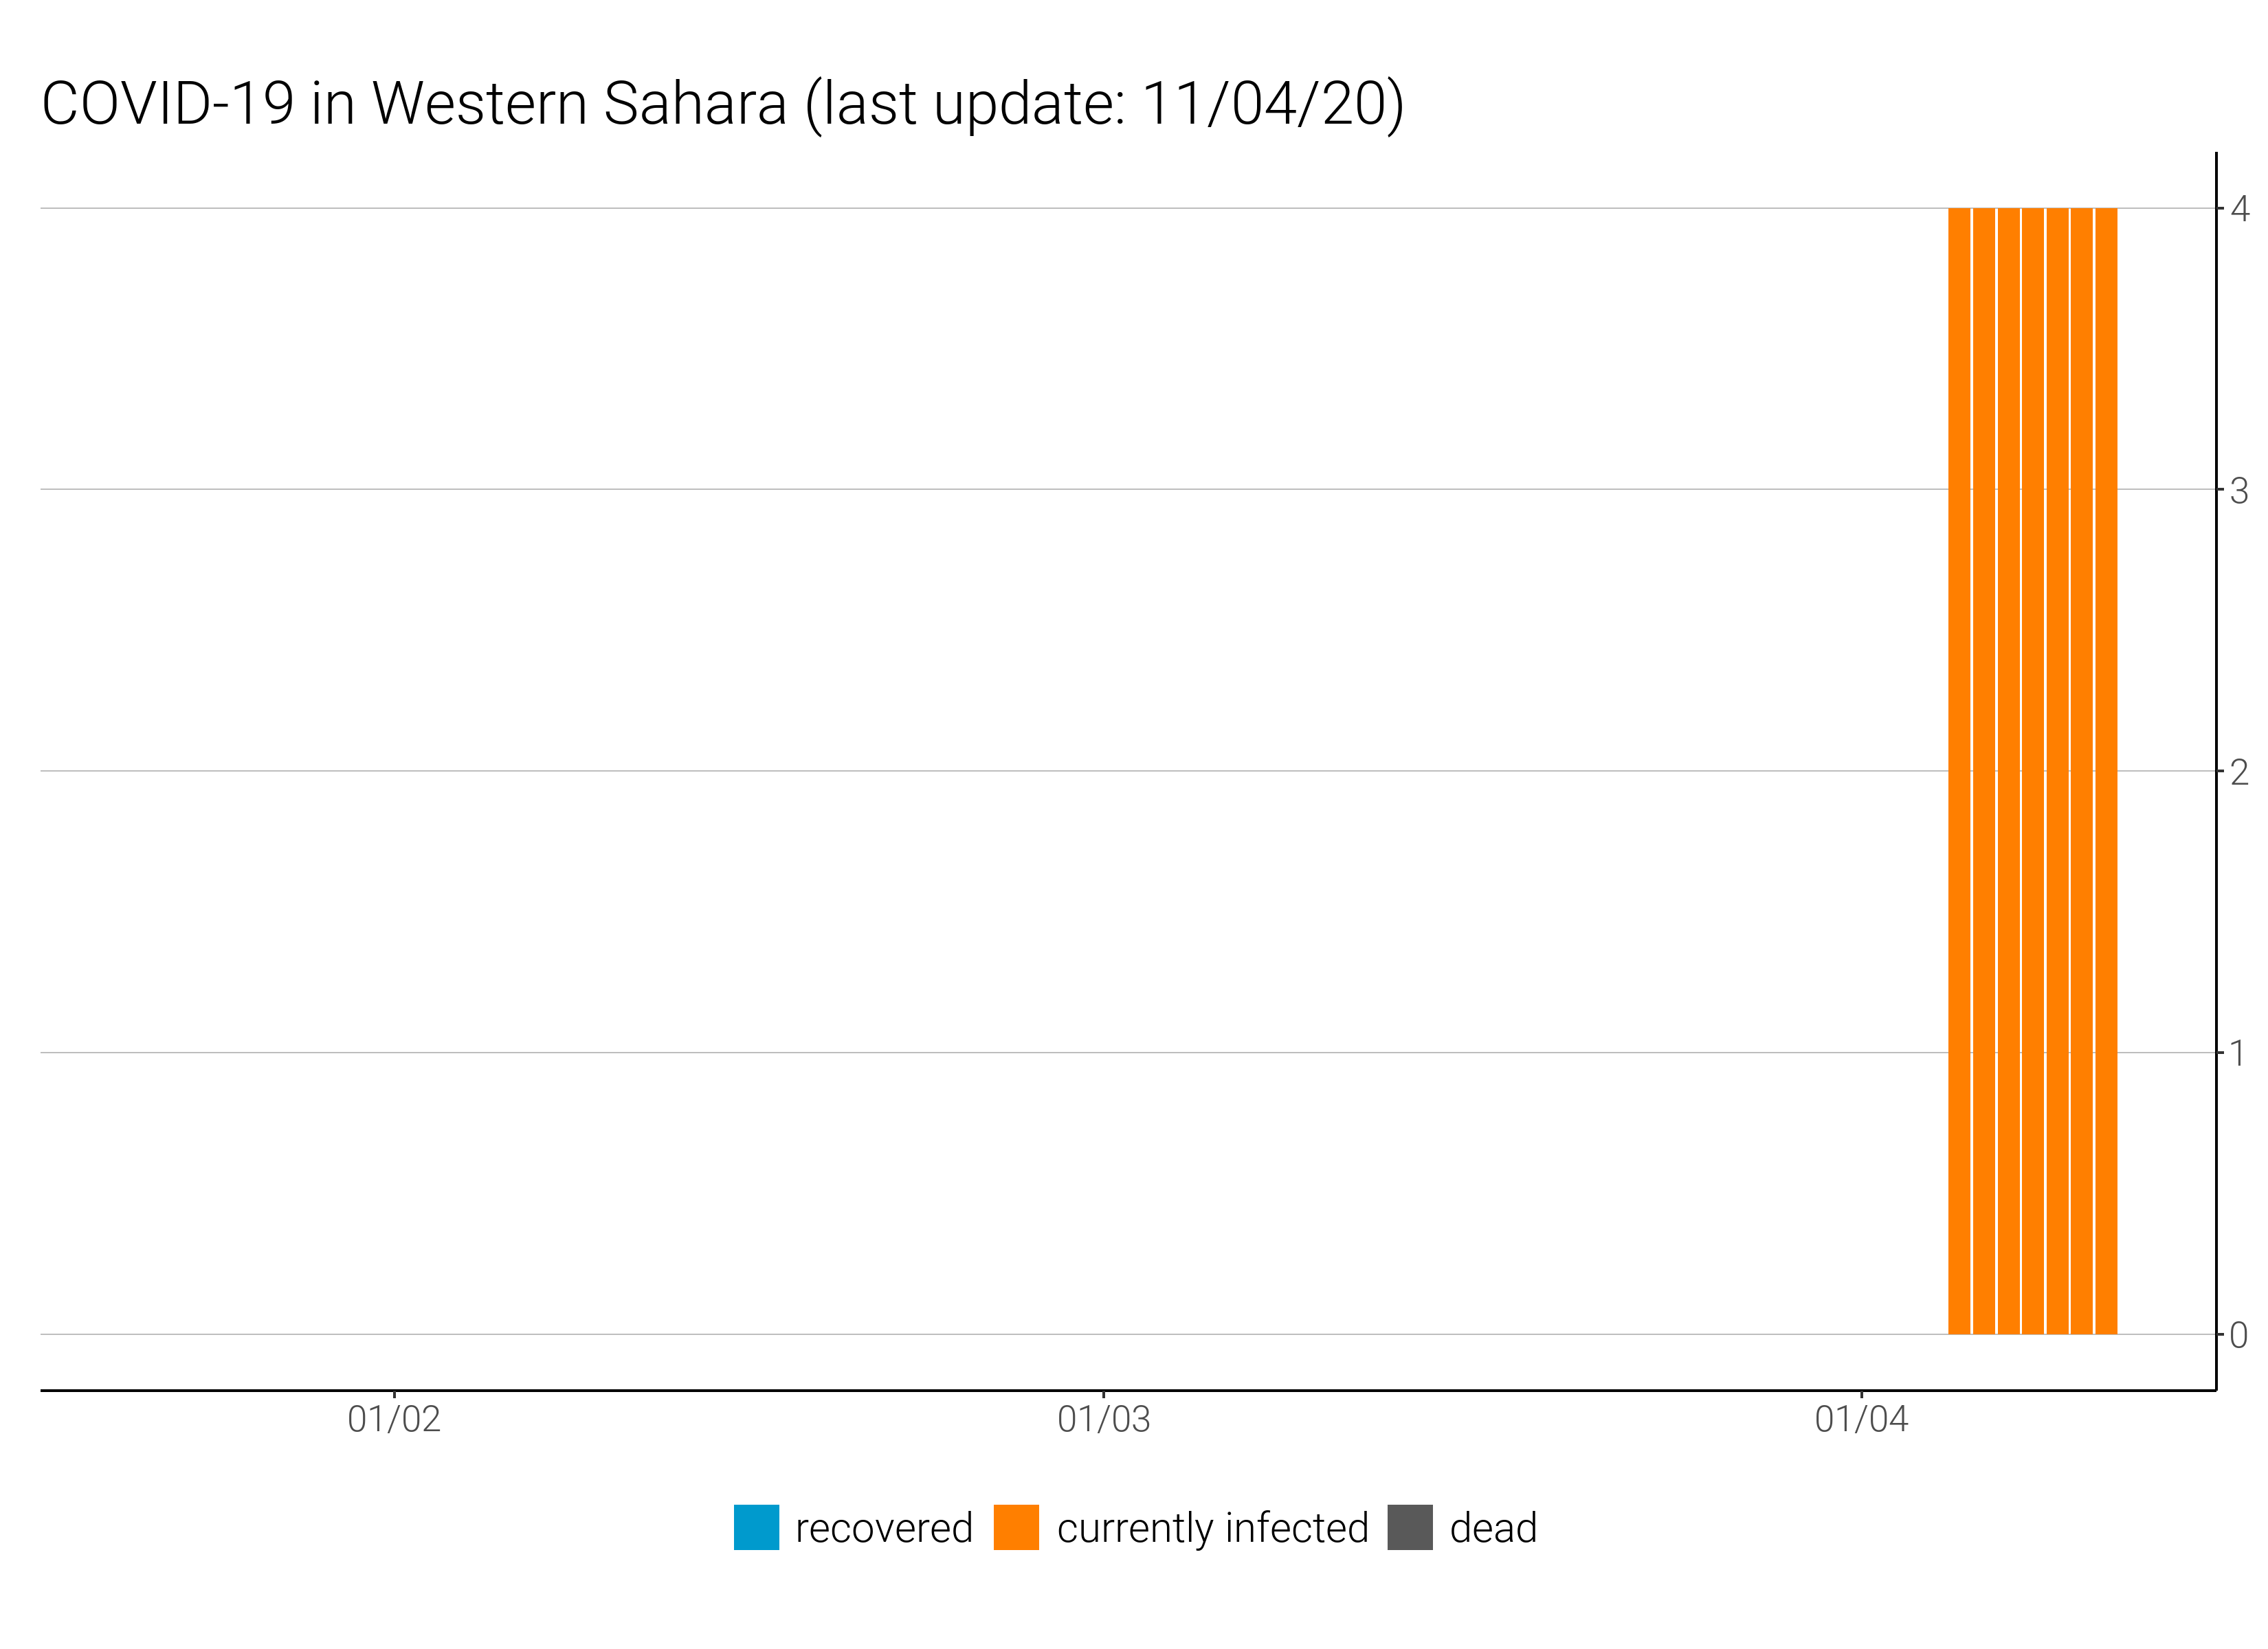 COVID-19 in Western Sahara (last update: 11/04/20)
4
3
2
1
0
01/02 01/03 01/04
recovered currently infected dead